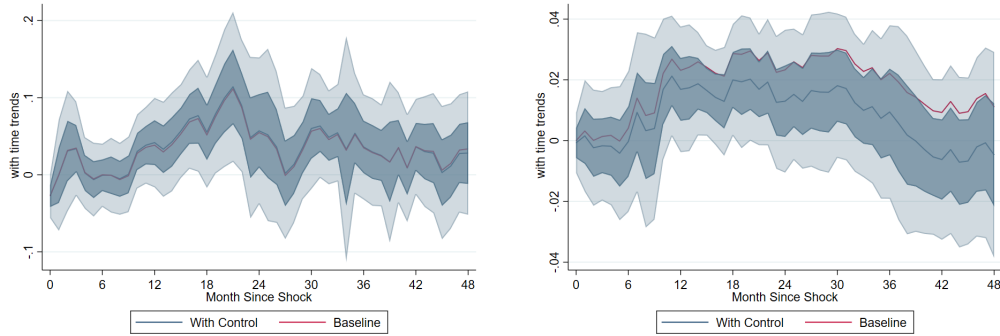 with time trends
.2
.1
0
-.1
0 6 12 18 24 30 36 42 48
Month Since Shock
With Control Baseline
with time trends
.04
.02
0
-.02
-.04
0 6 12 18 24 30 36 42 48
Month Since Shock
With Control Baseline